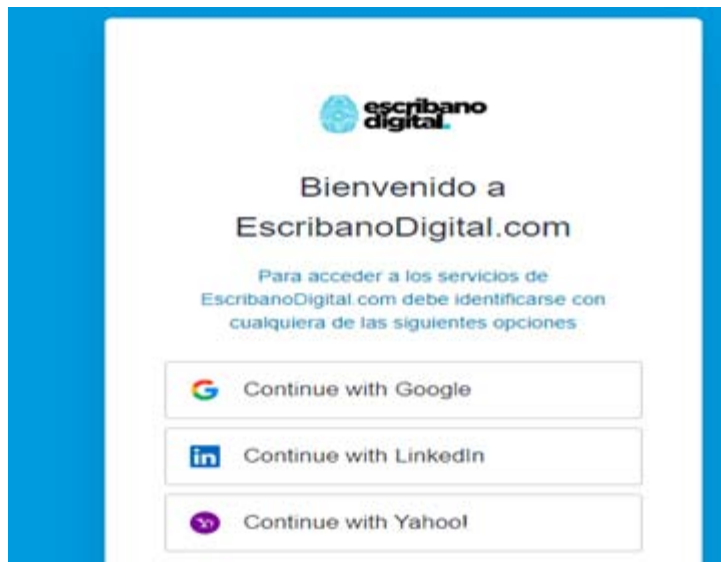 escribano
digital.
Bienvenido a
EscribanoDigital.com
Para acceder a los servicios de
EscribanoDigital.com debe identificarse con
cualquiera de las siguientes opciones
Continue with Google
Continue with LinkedIn
Continue with Yahoo!